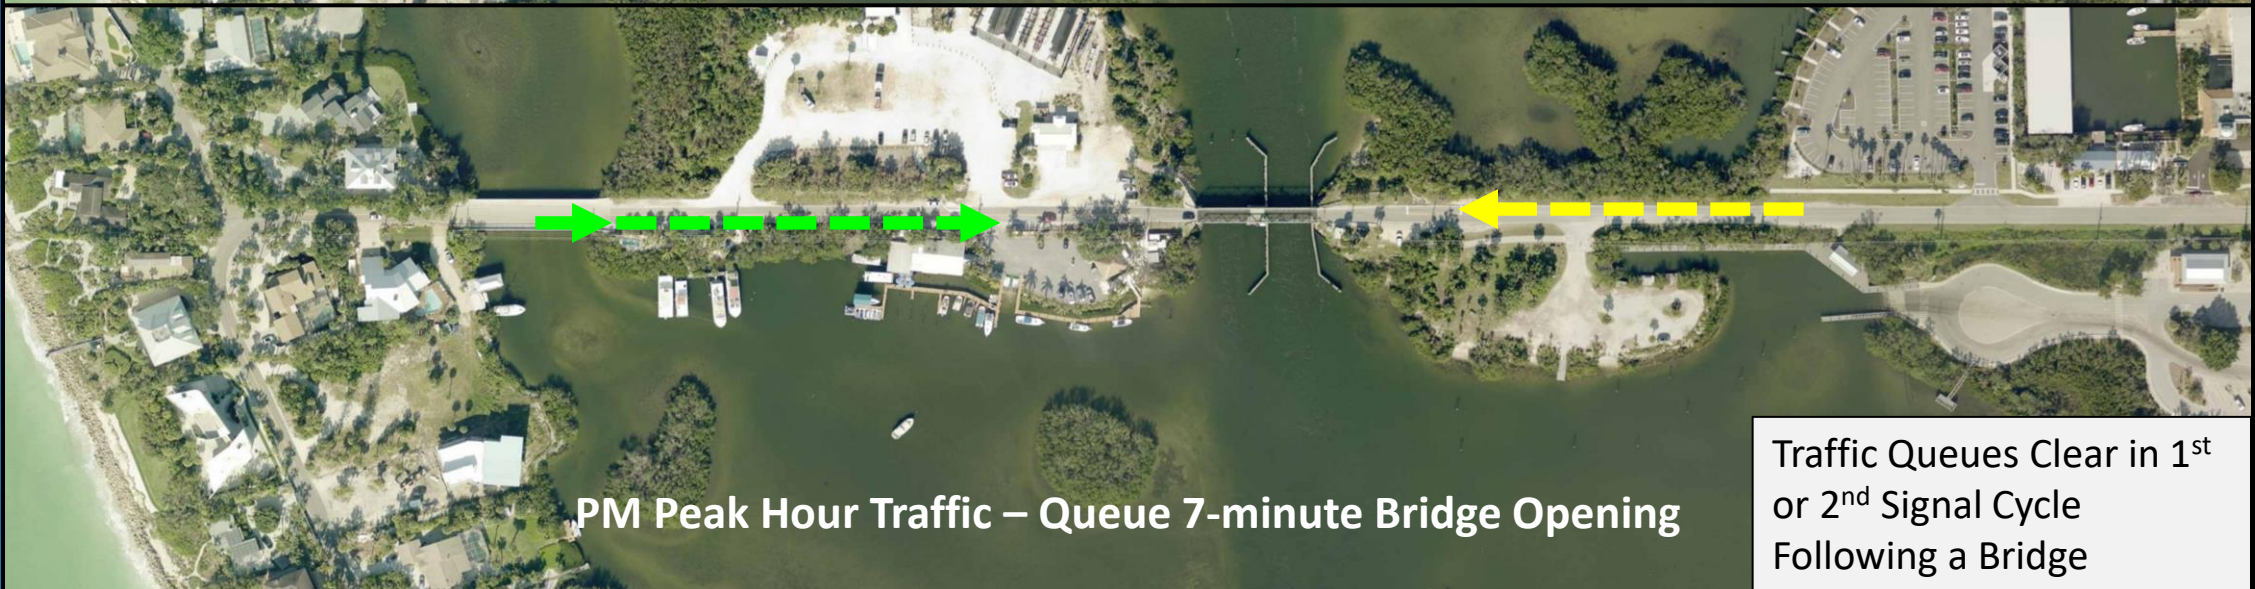 PM Peak Hour Traffic – Queue 7-minute Bridge Opening
Traffic Queues Clear in 1st
or 2nd Signal Cycle
Following a Bridge